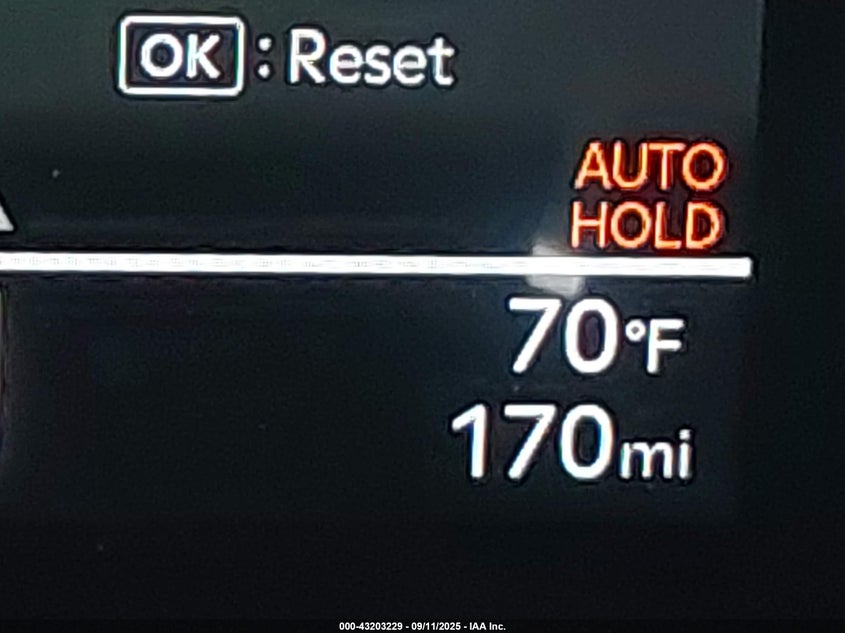 OK : Reset
AUTO
HOLD
70°F
170mi
000-43203229 - 09/11/2025 - IAA Inc.